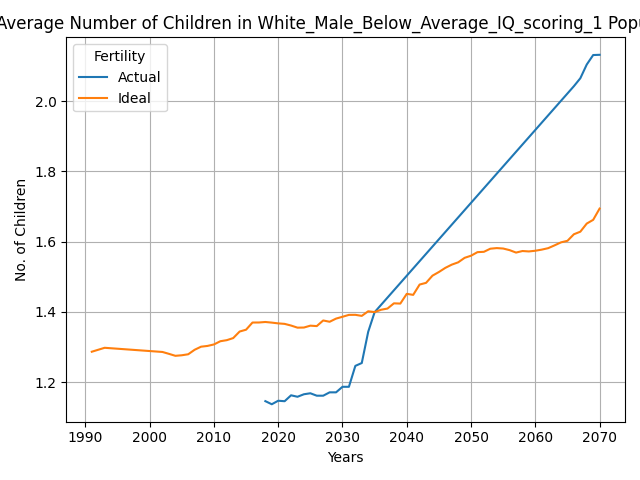 Average Number of Children in White_Male_Below_Average_IQ_scoring_1
Fertility
Actual
Ideal
2.0
1.8
1.6
1.4
1.2
No. of Children
1990 2000 2010 2020 2030 2040 2050 2060 2070
Years